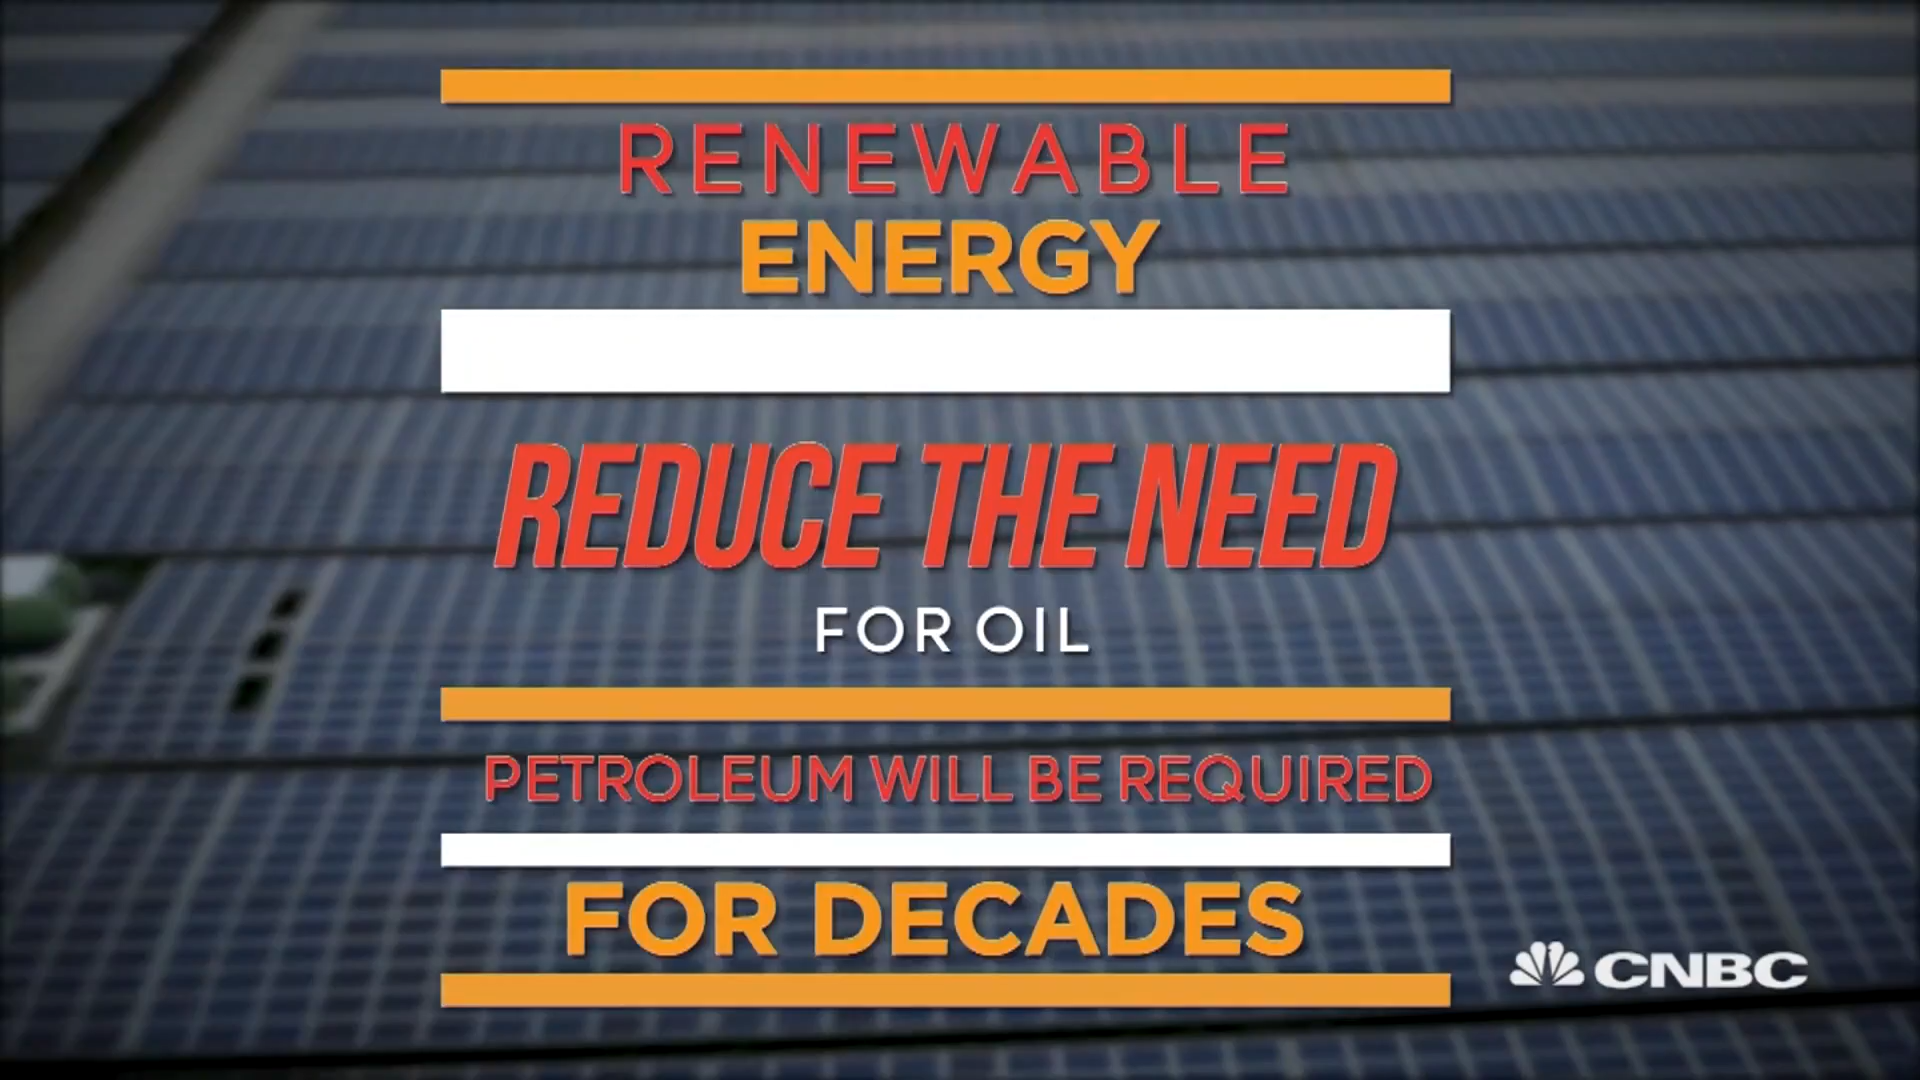 RENEWABLE
ENERGY
REDUCE THE NEED
FOR OIL
PETROLEUM WILL BE REQUIRED
FOR DECADES
CNBC